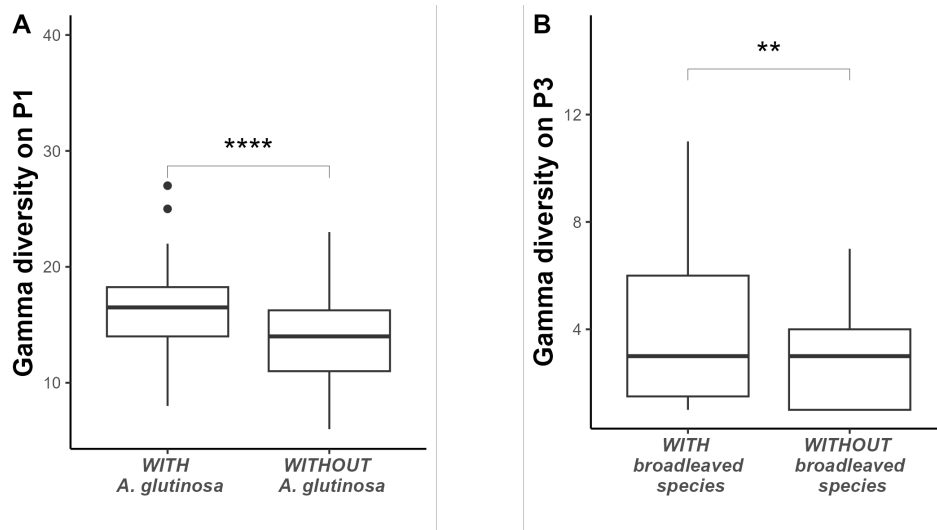 A
Gamma diversity on P1
40
30
20
10
****
WITH
A. glutinosa
WITHOUT
A. glutinosa
B
Gamma diversity on P3
12
8
4
**
WITH
broadleaved
species
WITHOUT
broadleaved
species